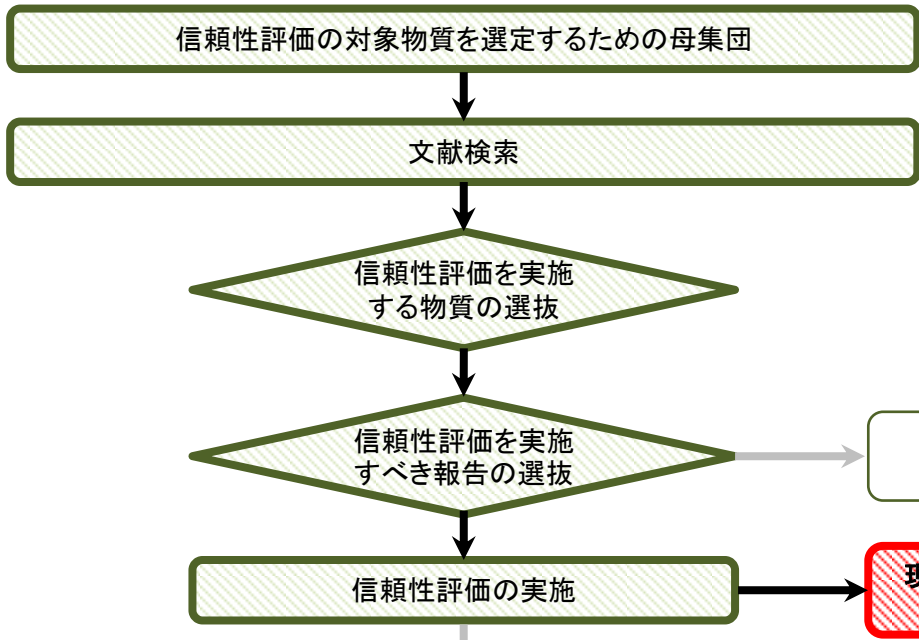 信頼性評価の対象物質を選定するための母集団
文献検索
信頼性評価を実施
する物質の選抜
信頼性評価を実施
すべき報告の選抜
信頼性評価の実施